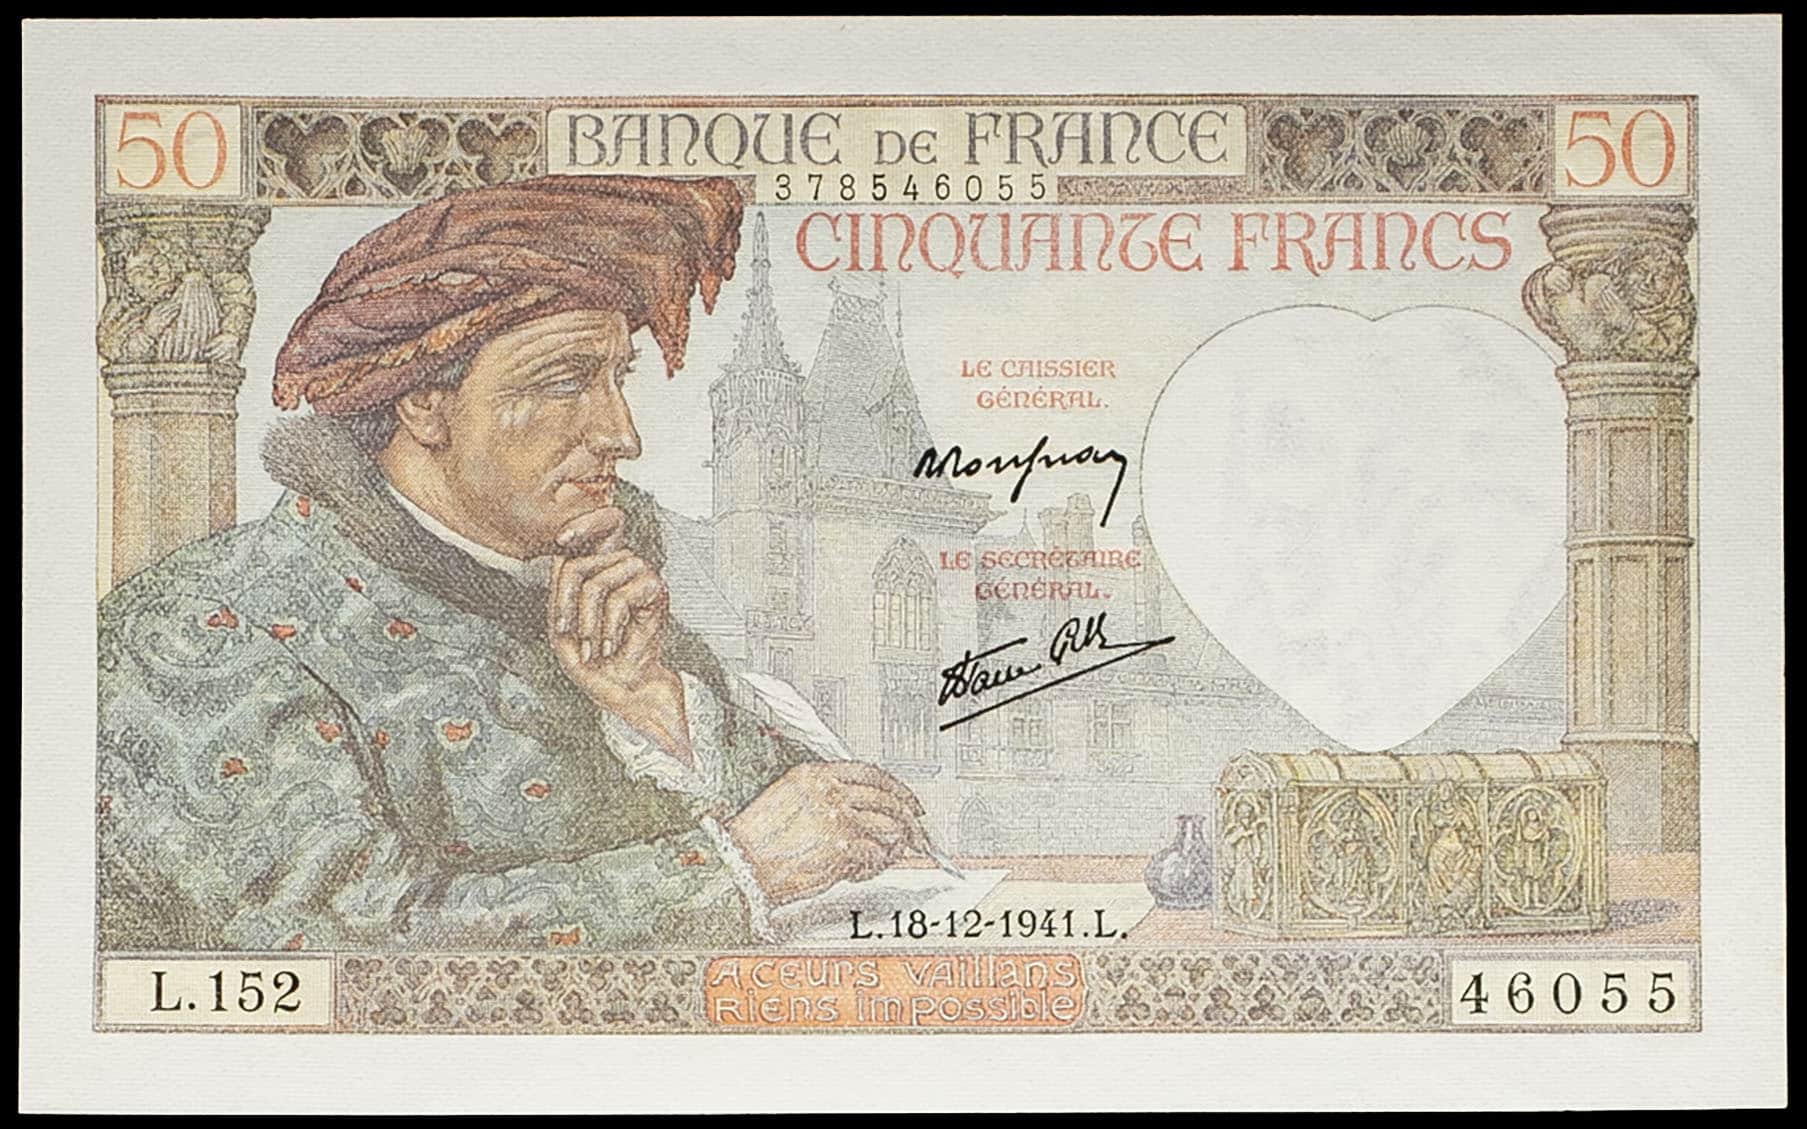 50 BANQUE DE FRANCE 50
378546055
CINQUANTE FRANCS
LE CAISSIER
GÉNÉRAL.
LE SECRÉTAIRE
GÉNÉRAL.
L.18-12-1941.L.
L.152
A CEURS VAILLANS
RIENS IMPOSSIBLE
46055